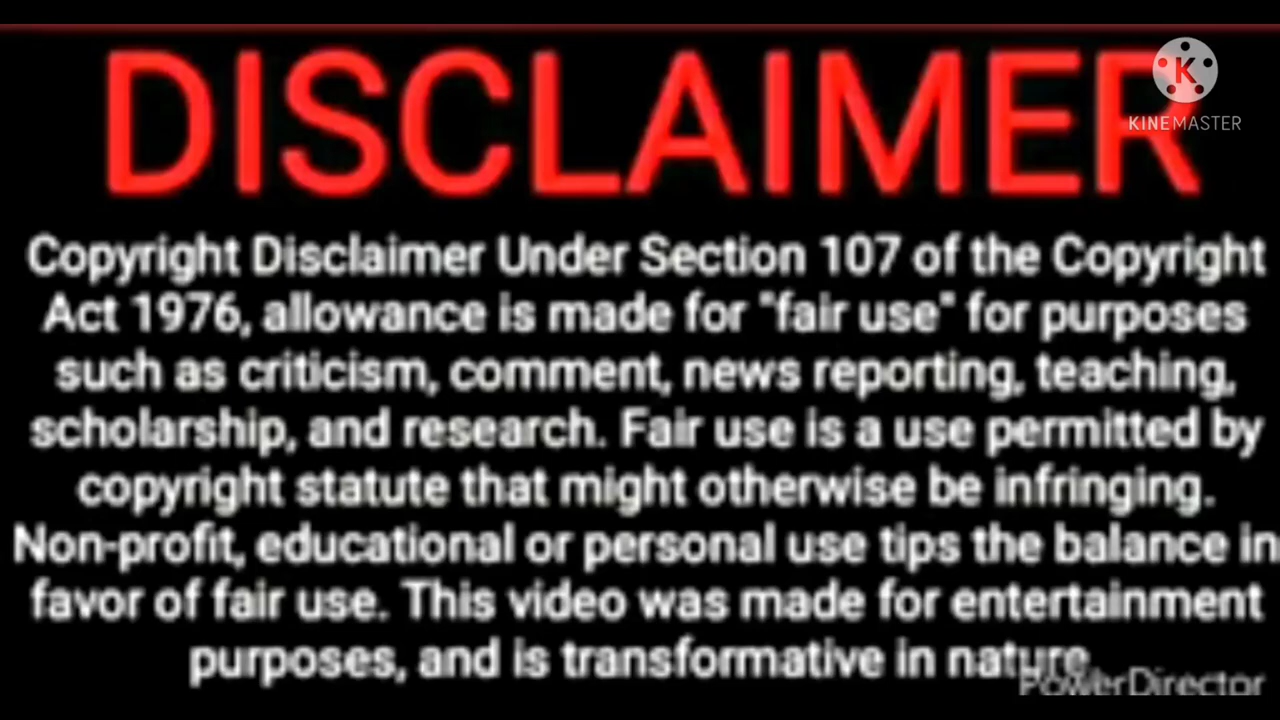 DISCLAIMER
K
KINEMASTER
Copyright Disclaimer Under Section 107 of the Copyright
Act 1976, allowance is made for "fair use" for purposes
such as criticism, comment, news reporting, teaching,
scholarship, and research. Fair use is a use permitted by
copyright statute that might otherwise be infringing.
Non-profit, educational or personal use tips the balance in
favor of fair use. This video was made for entertainment
purposes, and is transformative in nature.
PowerDirector